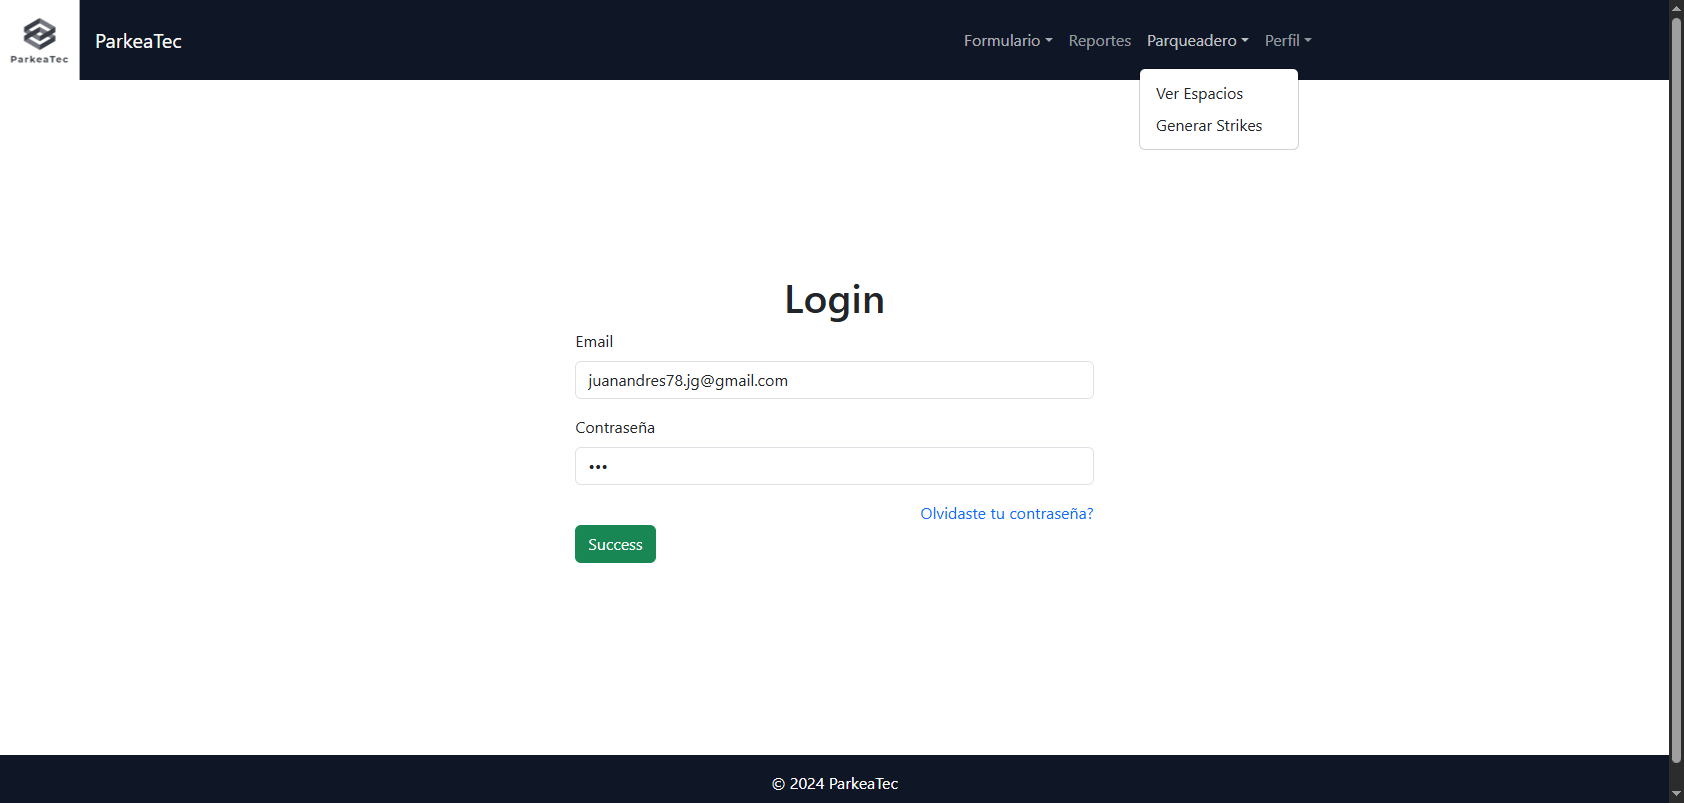 ParkeaTec
ParkeaTec
Formulario Reportes Parqueadero Perfil
Ver Espacios
Generar Strikes
Login
Email
juanandres78.jg@gmail.com
Contraseña
•••
Olvidaste tu contraseña?
Success
© 2024 ParkeaTec